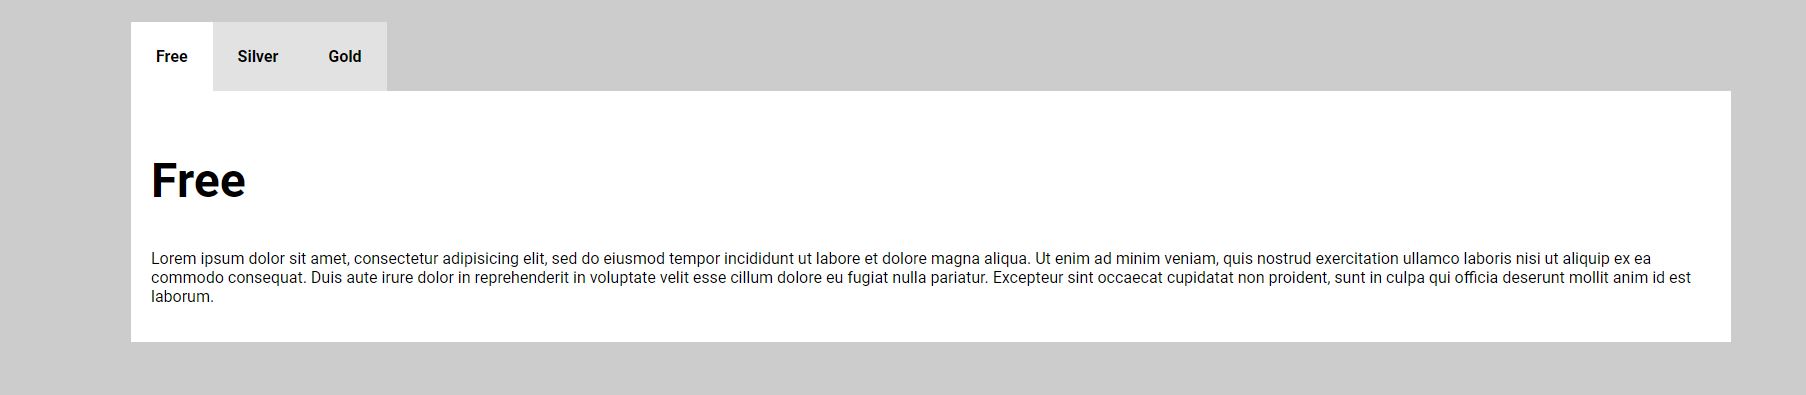 Free Silver Gold
Free
Lorem ipsum dolor sit amet, consectetur adipisicing elit, sed do eiusmod tempor incididunt ut labore et dolore magna aliqua. Ut enim ad minim veniam, quis nostrud exercitation ullamco laboris nisi ut aliquip ex ea
commodo consequat. Duis aute irure dolor in reprehenderit in voluptate velit esse cillum dolore eu fugiat nulla pariatur. Excepteur sint occaecat cupidatat non proident, sunt in culpa qui officia deserunt mollit anim id est
laborum.